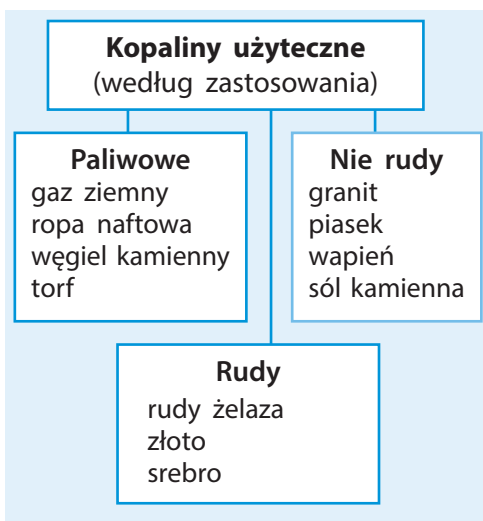 Kopaliny użyteczne
(według zastosowania)
Paliwowe
gaz ziemny
ropa naftowa
węgiel kamienny
torf
Nie rudy
granit
piasek
wapień
sól kamienna
Rudy
rudy żelaza
złoto
srebro